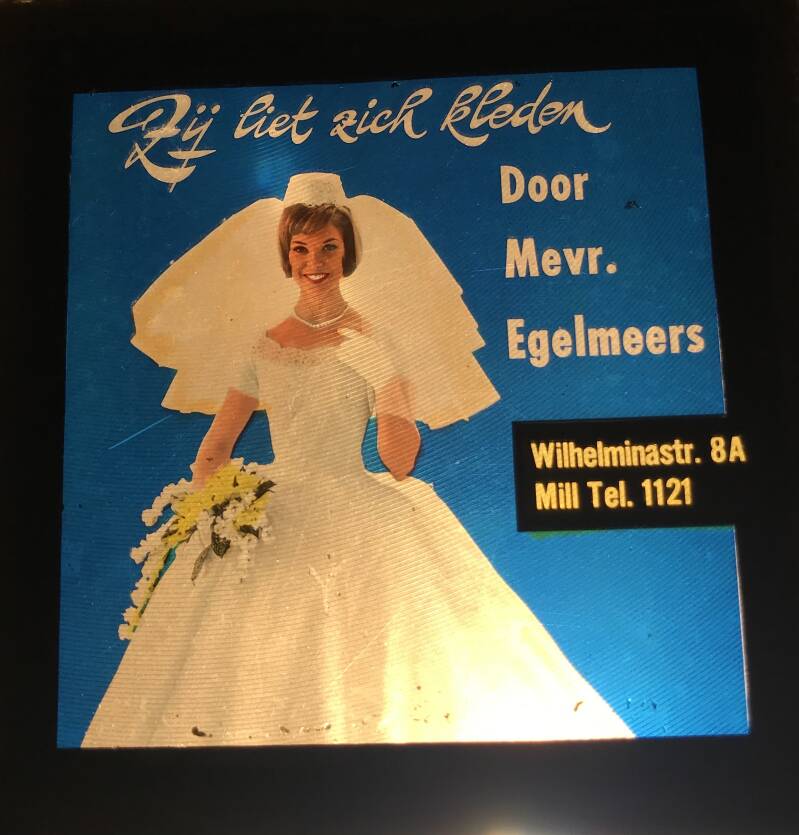 Zij liet zich kleden
Door
Mevr.
Egelmeers
Wilhelminastr. 8A
Mill Tel. 1121